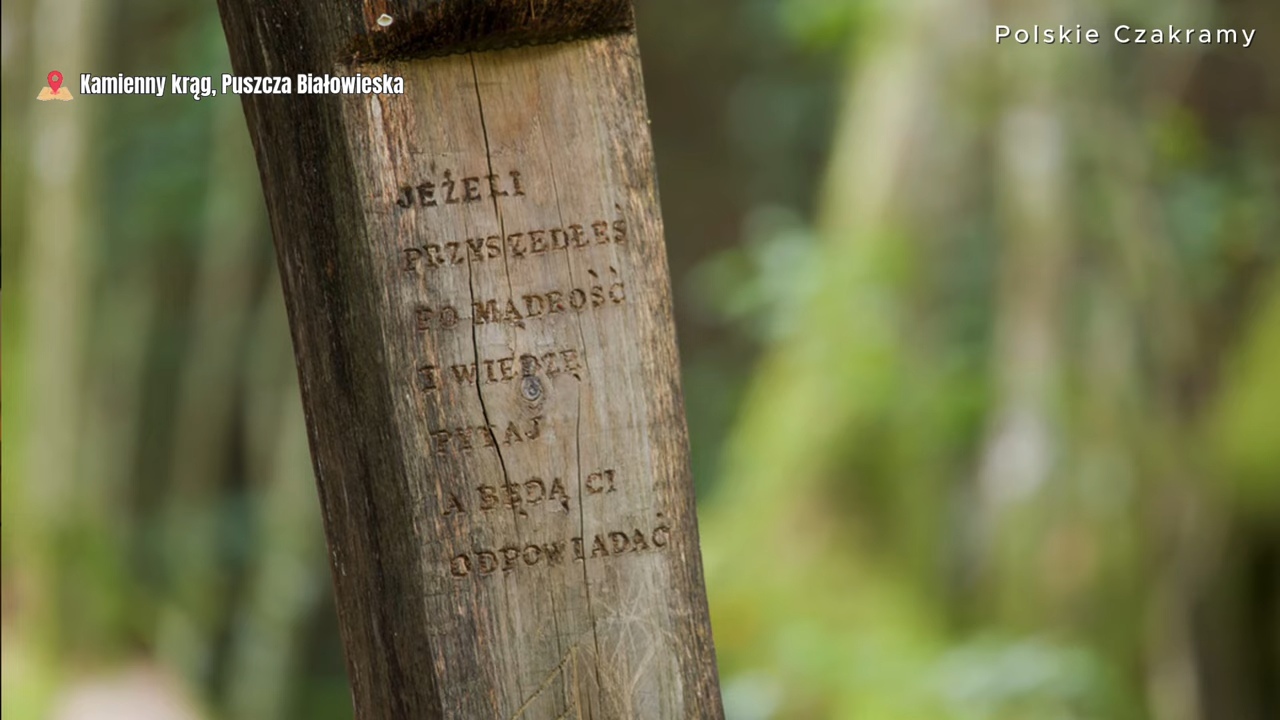 Polskie Czakramy
Kamienny krąg, Puszcza Białowieska
JEŻELI
PRZYSZEDŁEŚ
PO MĄDROŚĆ
I WIEDZĘ
PYTAJ
A BĘDĄ CI
ODPOWIADAĆ